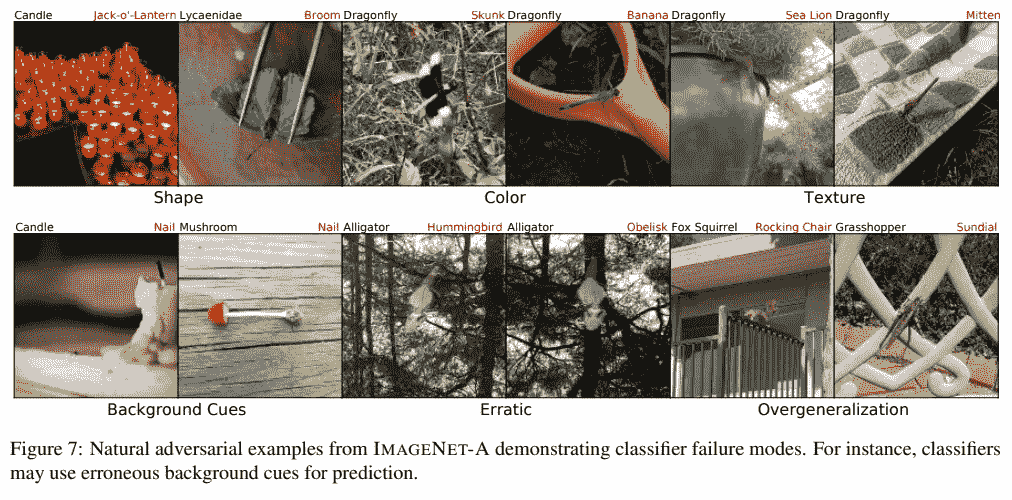 Candle Jack-o'-Lantern Lycaenidae Broom Dragonfly Skunk Dragonfly Banana Dragonfly Sea Lion Dragonfly Mitten
Shape Color Texture
Candle Nail Mushroom Nail Alligator Hummingbird Alligator Obelisk Fox Squirrel Rocking Chair Grasshopper Sundial
Background Cues Erratic Overgeneralization
Figure 7: Natural adversarial examples from IMAGENET-A demonstrating classifier failure modes. For instance, classifiers
may use erroneous background cues for prediction.